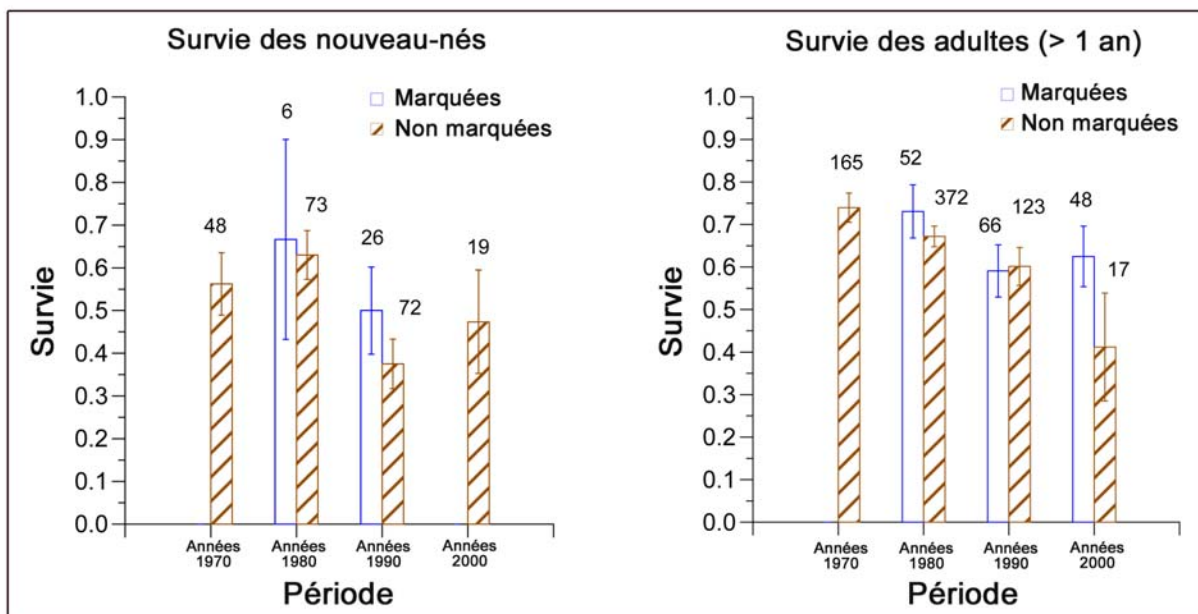 Survie des nouveau-nés
Marquées
Non marquées
Survie
1.0
0.9
0.8
0.7
0.6
0.5
0.4
0.3
0.2
0.1
0.0
48
6
73
26
72
19
Années
1970
Années
1980
Années
1990
Années
2000
Période
Survie des adultes (> 1 an)
Marquées
Non marquées
Survie
1.0
0.9
0.8
0.7
0.6
0.5
0.4
0.3
0.2
0.1
0.0
165
52
372
66
123
48
17
Années
1970
Années
1980
Années
1990
Années
2000
Période